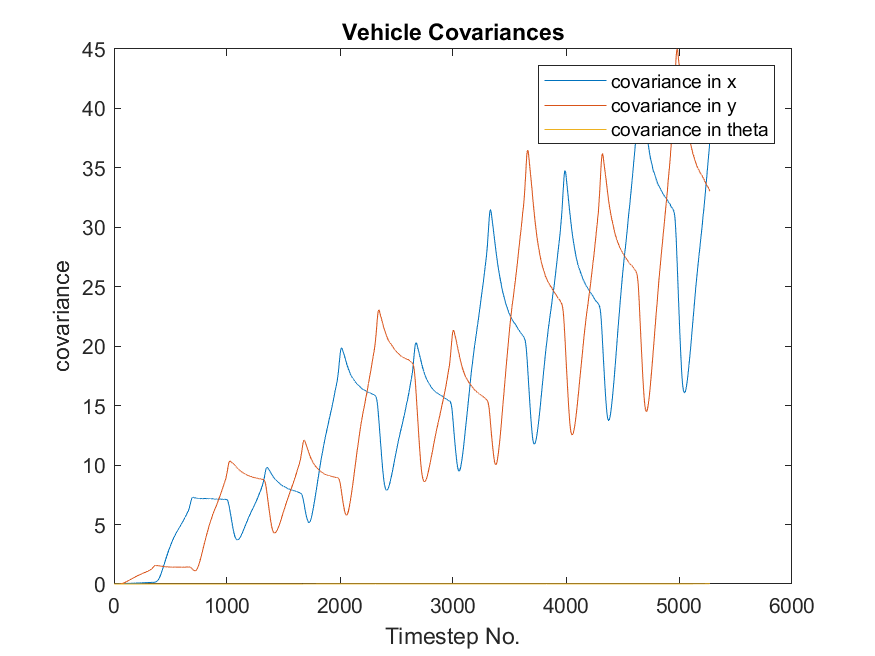 Vehicle Covariances
45
40
35
30
25
20
15
10
5
0
covariance
covariance in x
covariance in y
covariance in theta
0 1000 2000 3000 4000 5000 6000
Timestep No.